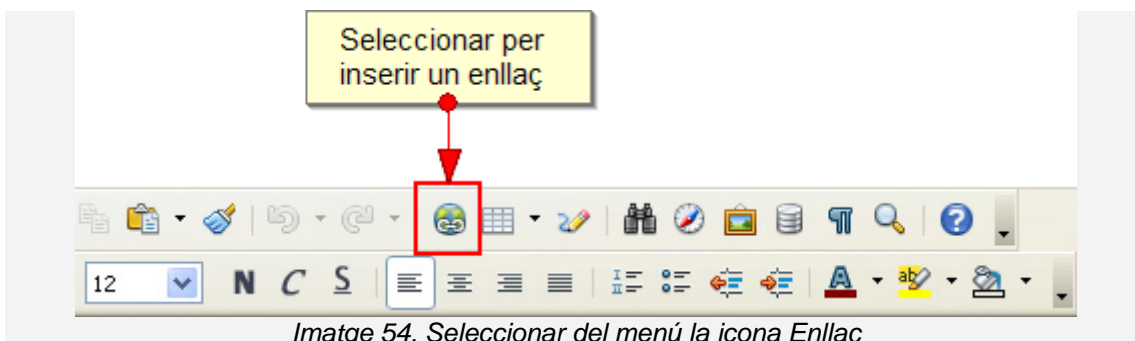 Seleccionar per
inserir un enllaç
12 N C S
Imatge 54. Seleccionar del menú la icona Enllaç